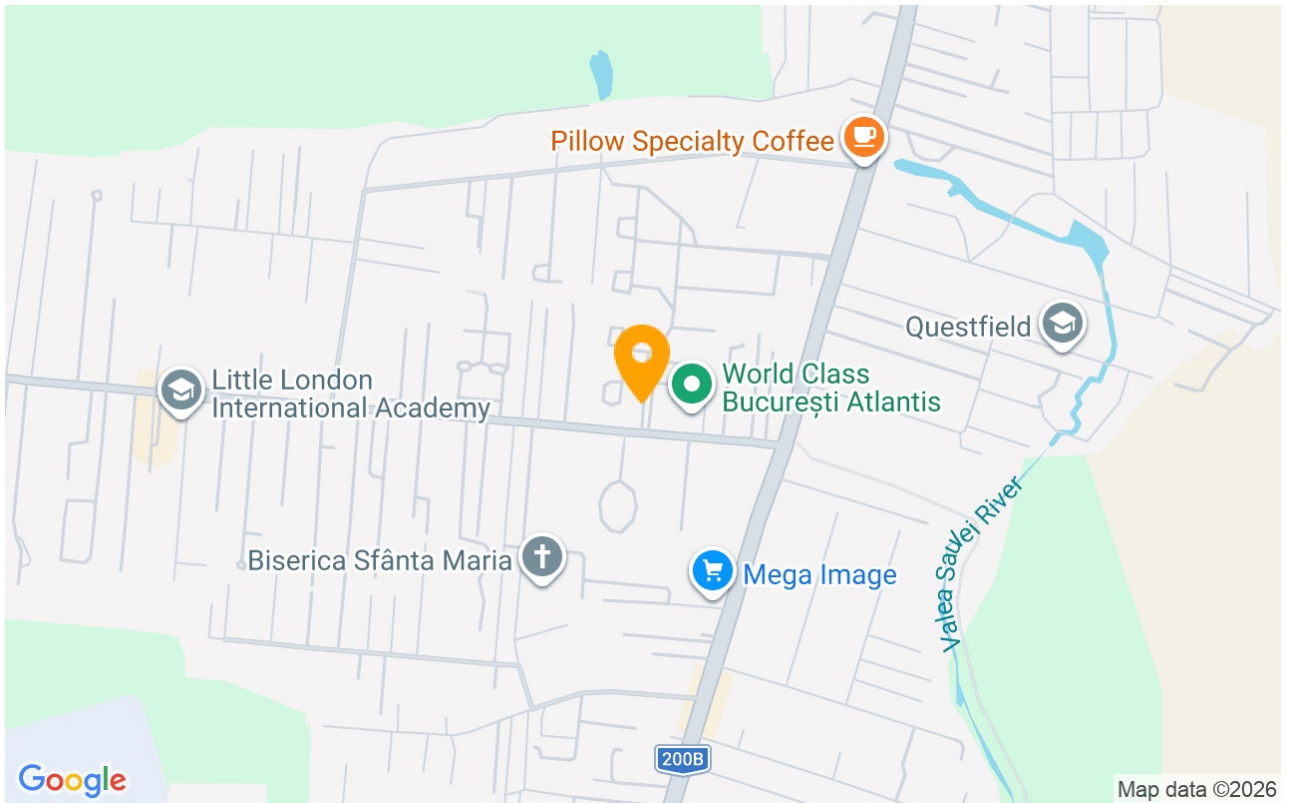 Pillow Specialty Coffee
Questfield
World Class
București Atlantis
Little London
International Academy
Valea Saulei River
Biserica Sfânta Maria
Mega Image
200B
Google
Map data ©2026